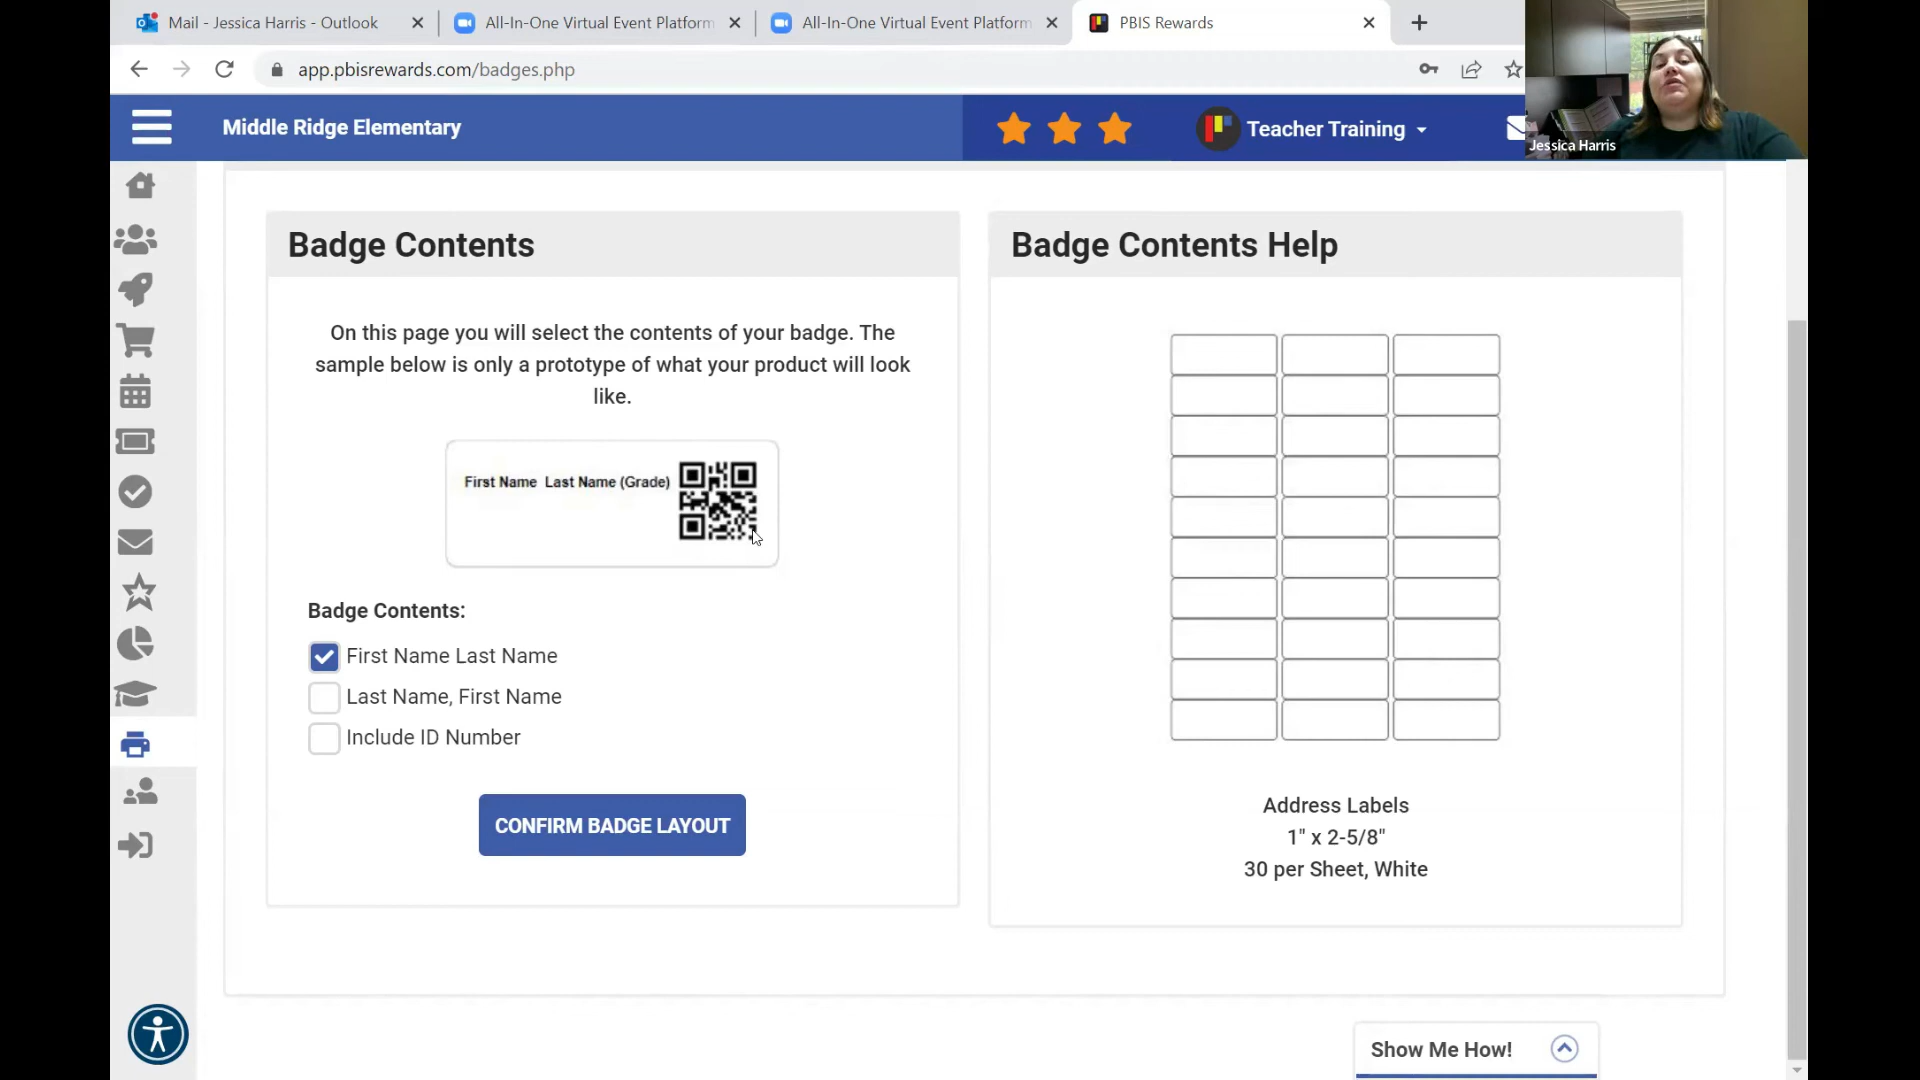 Mail - Jessica Harris - Outlook
All-In-One Virtual Event Platform
All-In-One Virtual Event Platform
PBIS Rewards
app.pbisrewards.com/badges.php
Middle Ridge Elementary
Teacher Training
Jessica Harris
Badge Contents
On this page you will select the contents of your badge. The
sample below is only a prototype of what your product will look
like.
First Name Last Name (Grade)
Badge Contents:
First Name Last Name
Last Name, First Name
Include ID Number
CONFIRM BADGE LAYOUT
Badge Contents Help
Address Labels
1" x 2-5/8"
30 per Sheet, White
Show Me How!